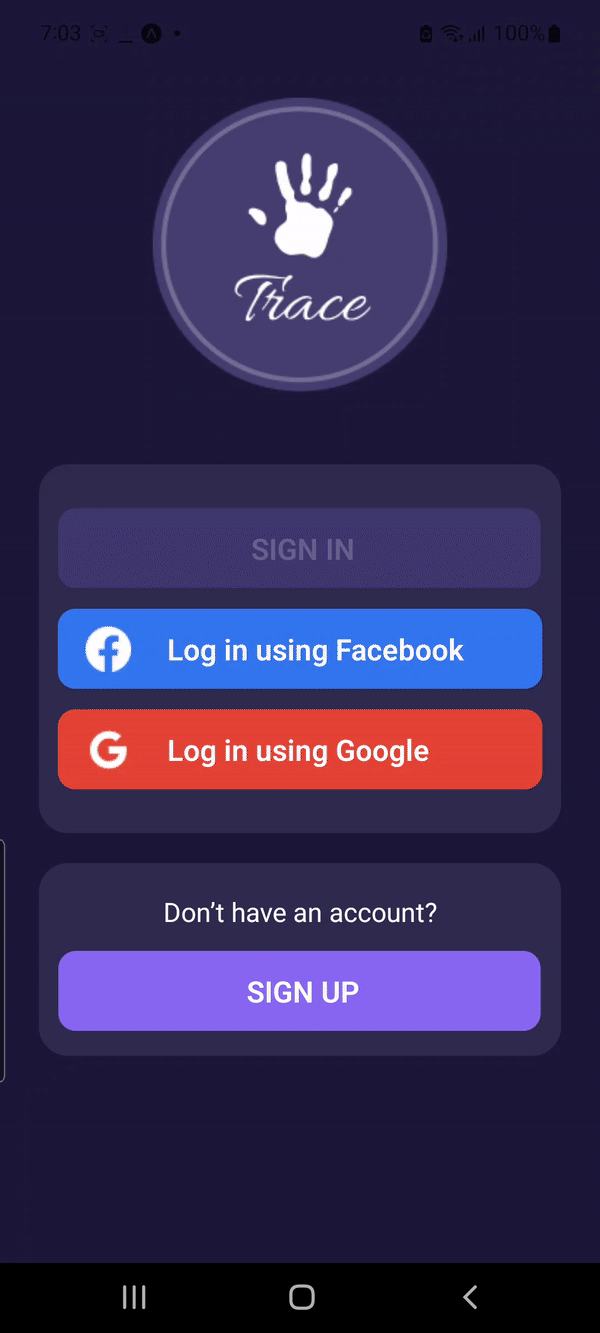 7:03 100%
Trace
SIGN IN
Log in using Facebook
Log in using Google
Don’t have an account?
SIGN UP